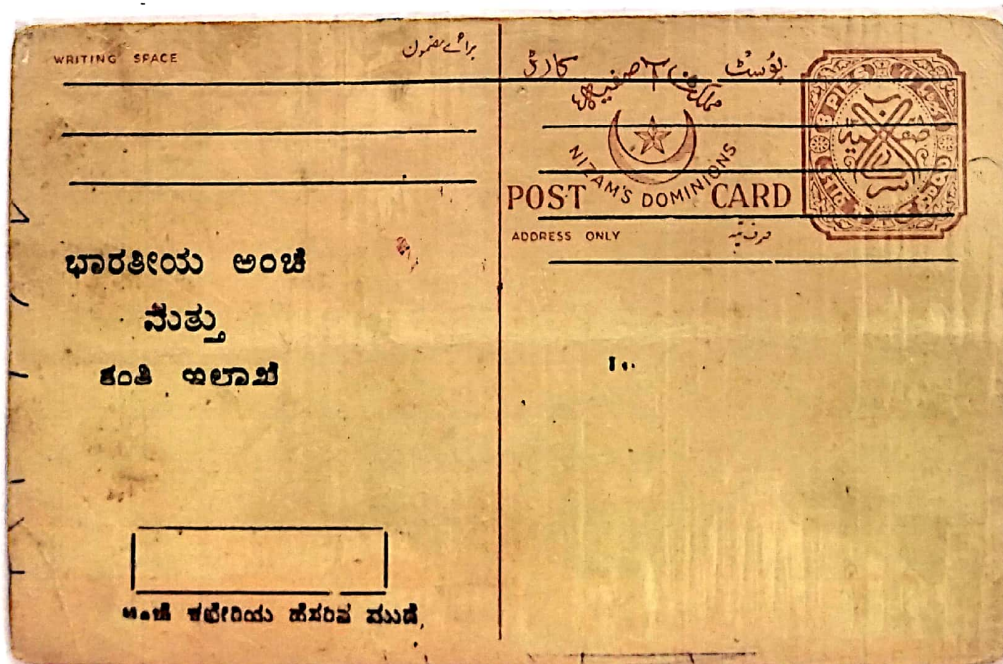 WRITING SPACE
برائے مضمون
پوسٹ کارڈ
ممالک آصفیہ
NIZAM'S DOMINIONS
POST CARD
ADDRESS ONLY
صرف پتہ
ಭಾರತೀಯ ಅಂಚೆ
ಮತ್ತು
ತಂತಿ ಇಲಾಖೆ
ಅಂಚೆ ಕಛೇರಿಯ ಹೆಸರಿನ ಮುದ್ರೆ